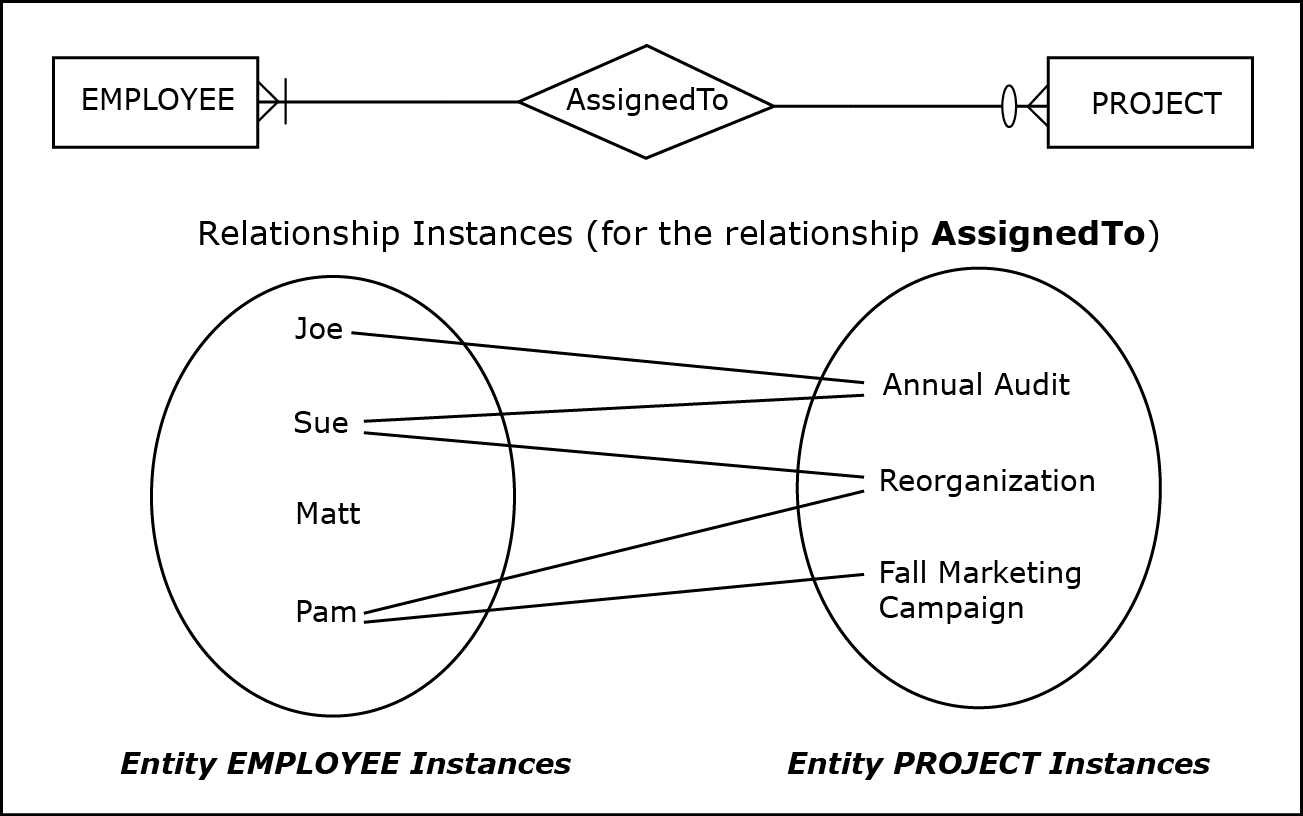 EMPLOYEE
AssignedTo
PROJECT
Relationship Instances (for the relationship AssignedTo)
Joe
Sue
Matt
Pam
Annual Audit
Reorganization
Fall Marketing
Campaign
Entity EMPLOYEE Instances
Entity PROJECT Instances